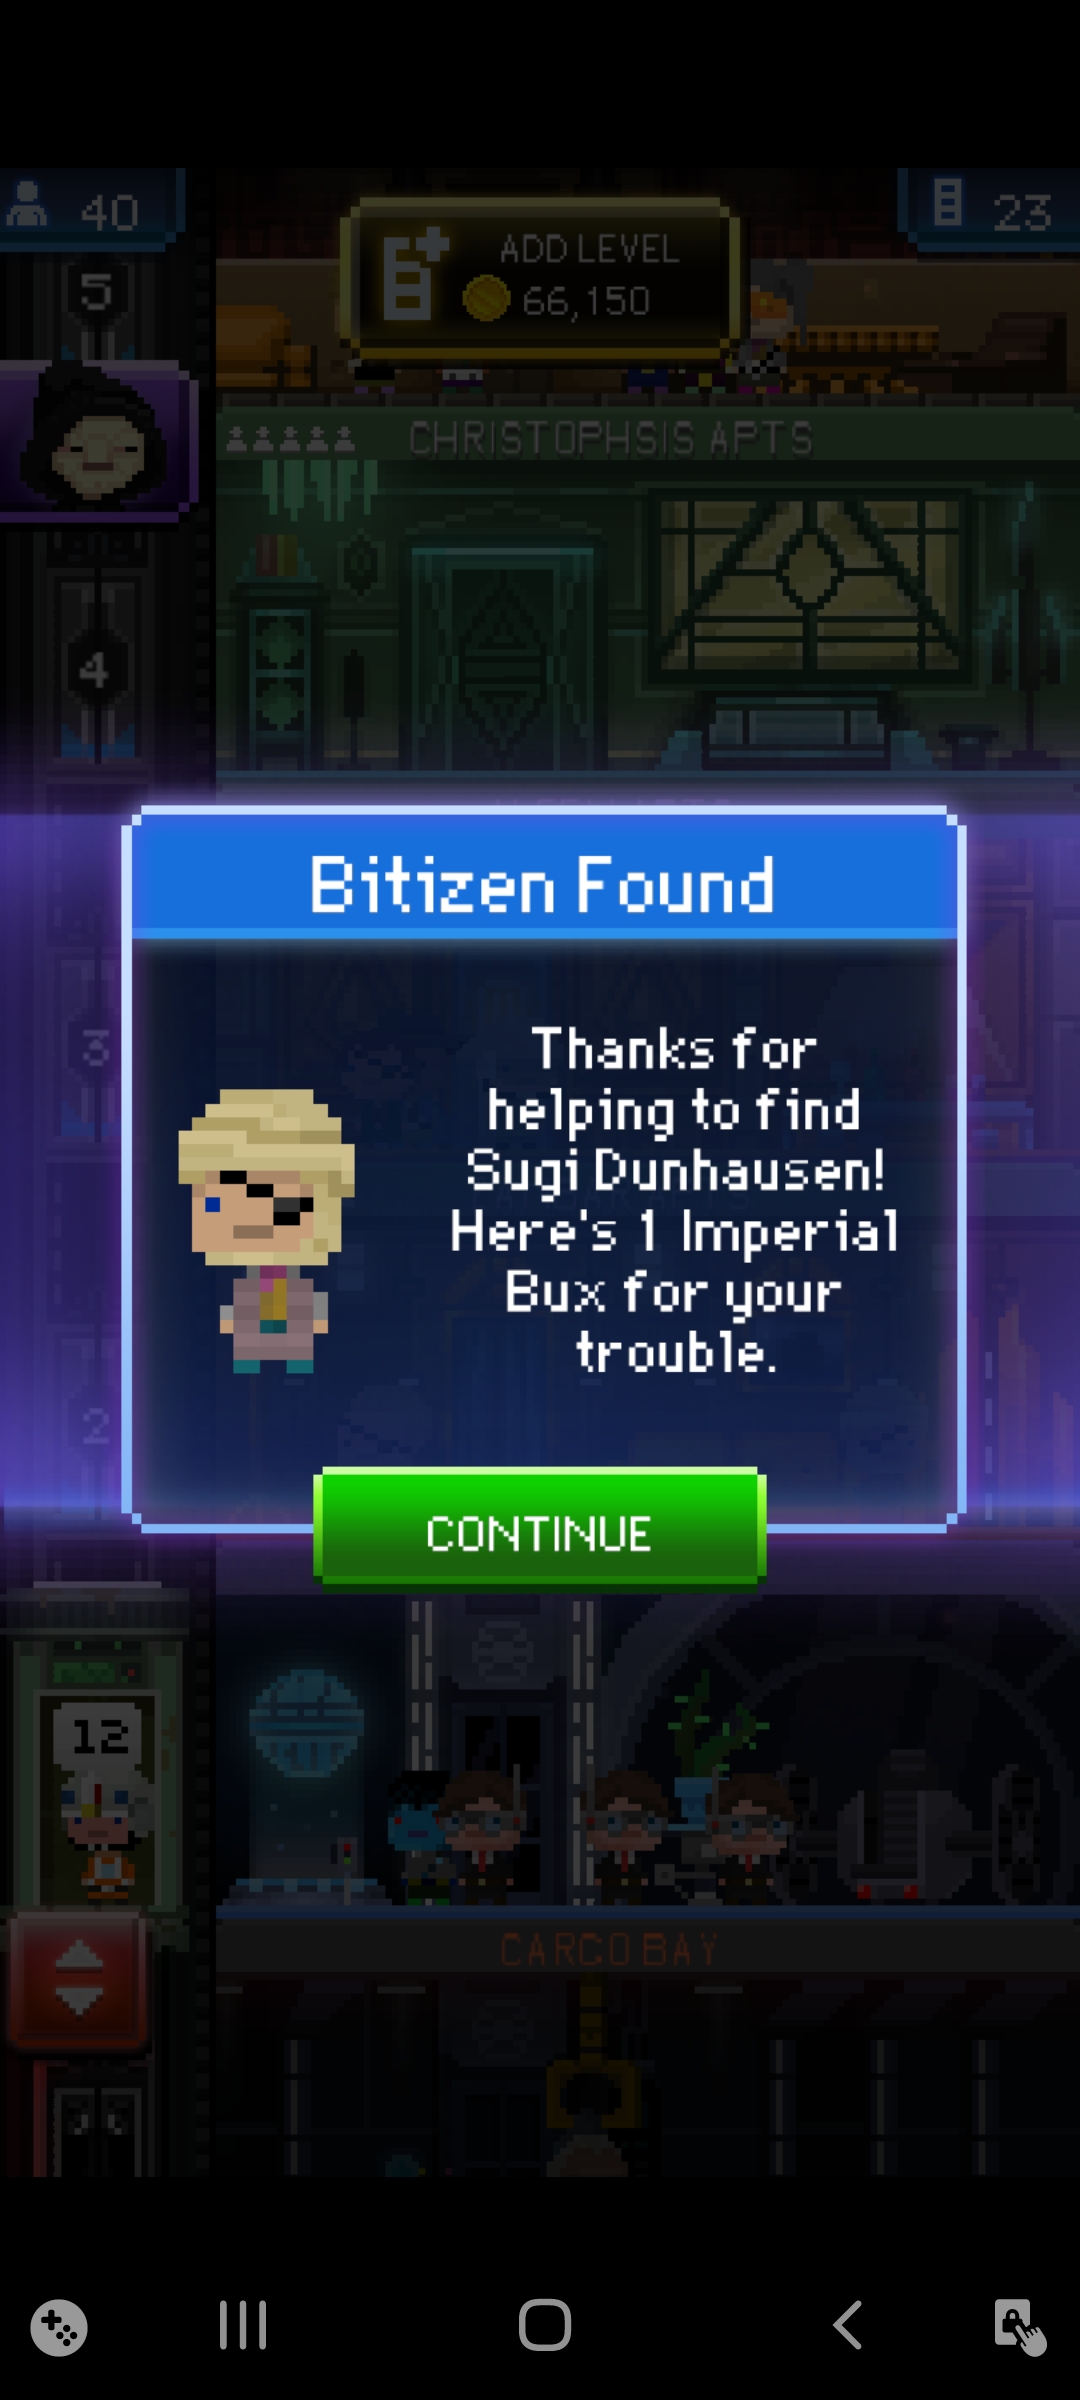 40
ADD LEVEL
66,150
23
5
CHRISTOPHSIS APTS
4
Bitizen Found
Thanks for
helping to find
Sugi Dunhausen!
Here's 1 Imperial
Bux for your
trouble.
3
2
CONTINUE
12
CARGO BAY